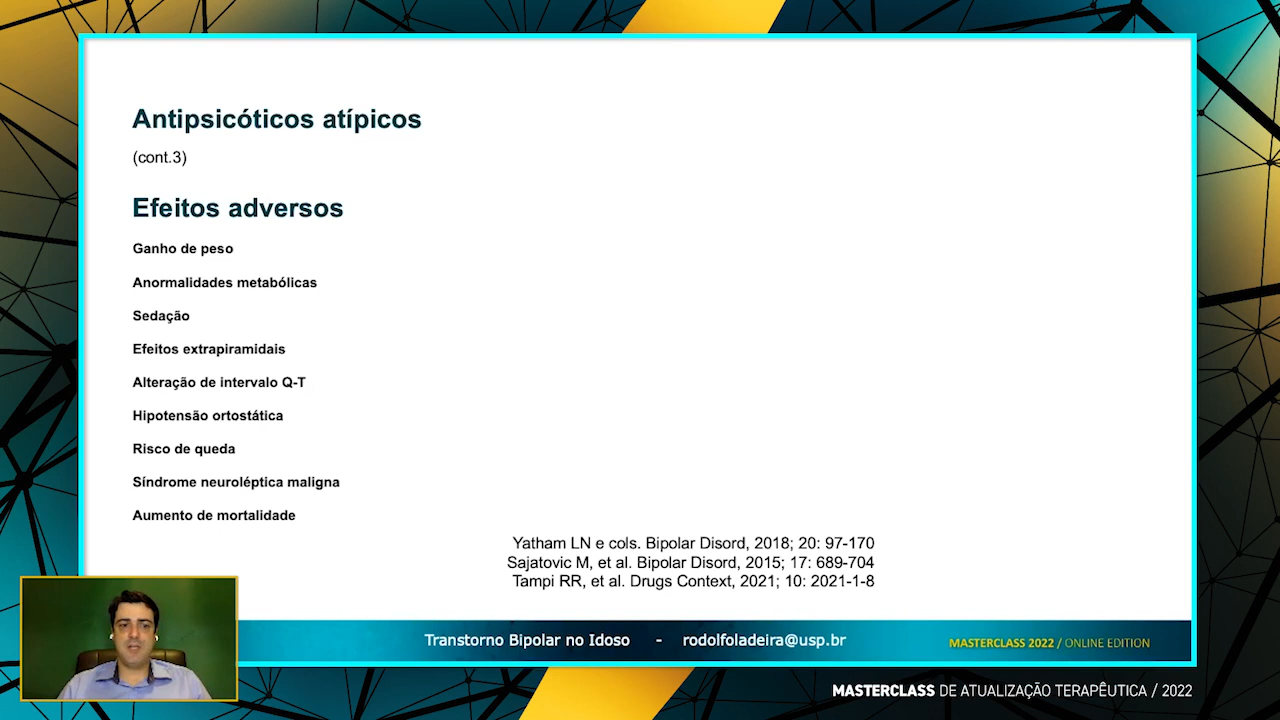 Antipsicóticos atípicos
(cont.3)
Efeitos adversos
Ganho de peso
Anormalidades metabólicas
Sedação
Efeitos extrapiramidais
Alteração de intervalo Q-T
Hipotensão ortostática
Risco de queda
Síndrome neuroléptica maligna
Aumento de mortalidade
Yatham LN e cols. Bipolar Disord, 2018; 20: 97-170
Sajatovic M, et al. Bipolar Disord, 2015; 17: 689-704
Tampi RR, et al. Drugs Context, 2021; 10: 2021-1-8
Transtorno Bipolar no Idoso - rodolfoladeira@usp.br
MASTERCLASS 2022 / ONLINE EDITION
MASTERCLASS DE ATUALIZAÇÃO TERAPÊUTICA / 2022